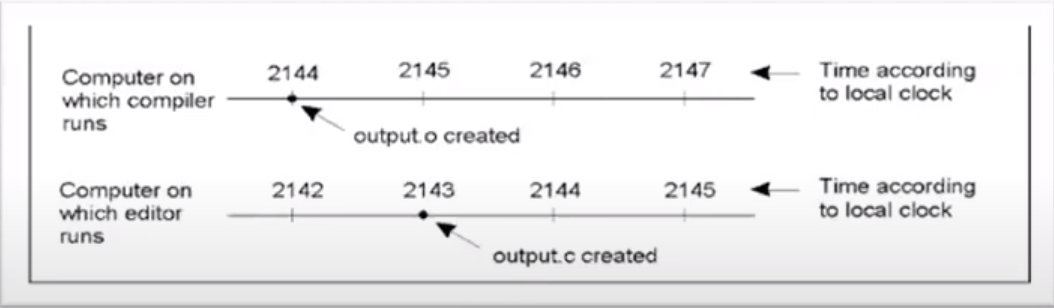 Computer on
which compiler
runs
2144 2145 2146 2147
Time according
to local clock
output.o created
Computer on
which editor
runs
2142 2143 2144 2145
Time according
to local clock
output.c created